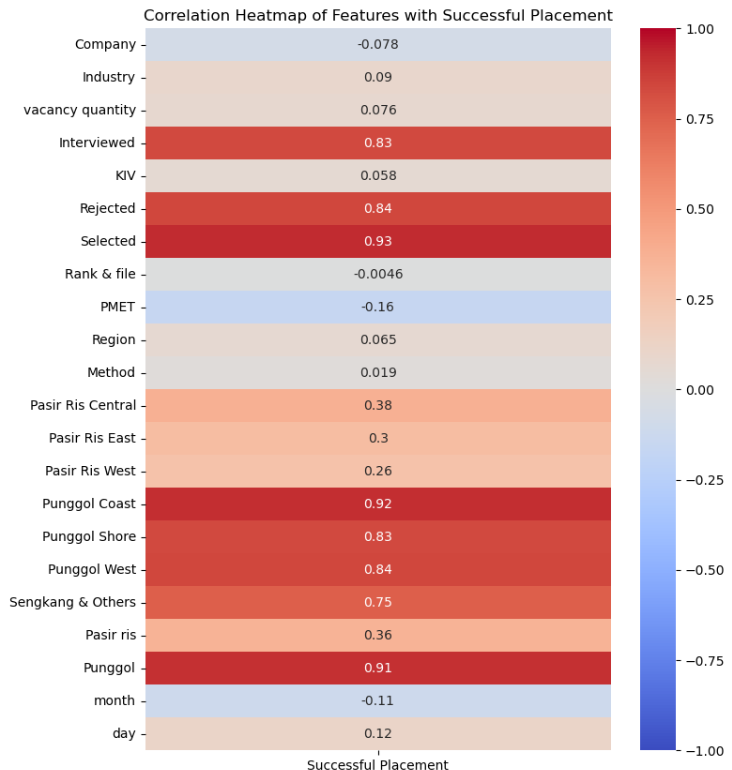 Correlation Heatmap of Features with Successful Placement
Company -0.078
Industry 0.09
vacancy quantity 0.076
Interviewed 0.83
KIV 0.058
Rejected 0.84
Selected 0.93
Rank & file -0.0046
PMET -0.16
Region 0.065
Method 0.019
Pasir Ris Central 0.38
Pasir Ris East 0.3
Pasir Ris West 0.26
Punggol Coast 0.92
Punggol Shore 0.83
Punggol West 0.84
Sengkang & Others 0.75
Pasir ris 0.36
Punggol 0.91
month -0.11
day 0.12
Successful Placement
1.00
0.75
0.50
0.25
0.00
−0.25
−0.50
−0.75
−1.00